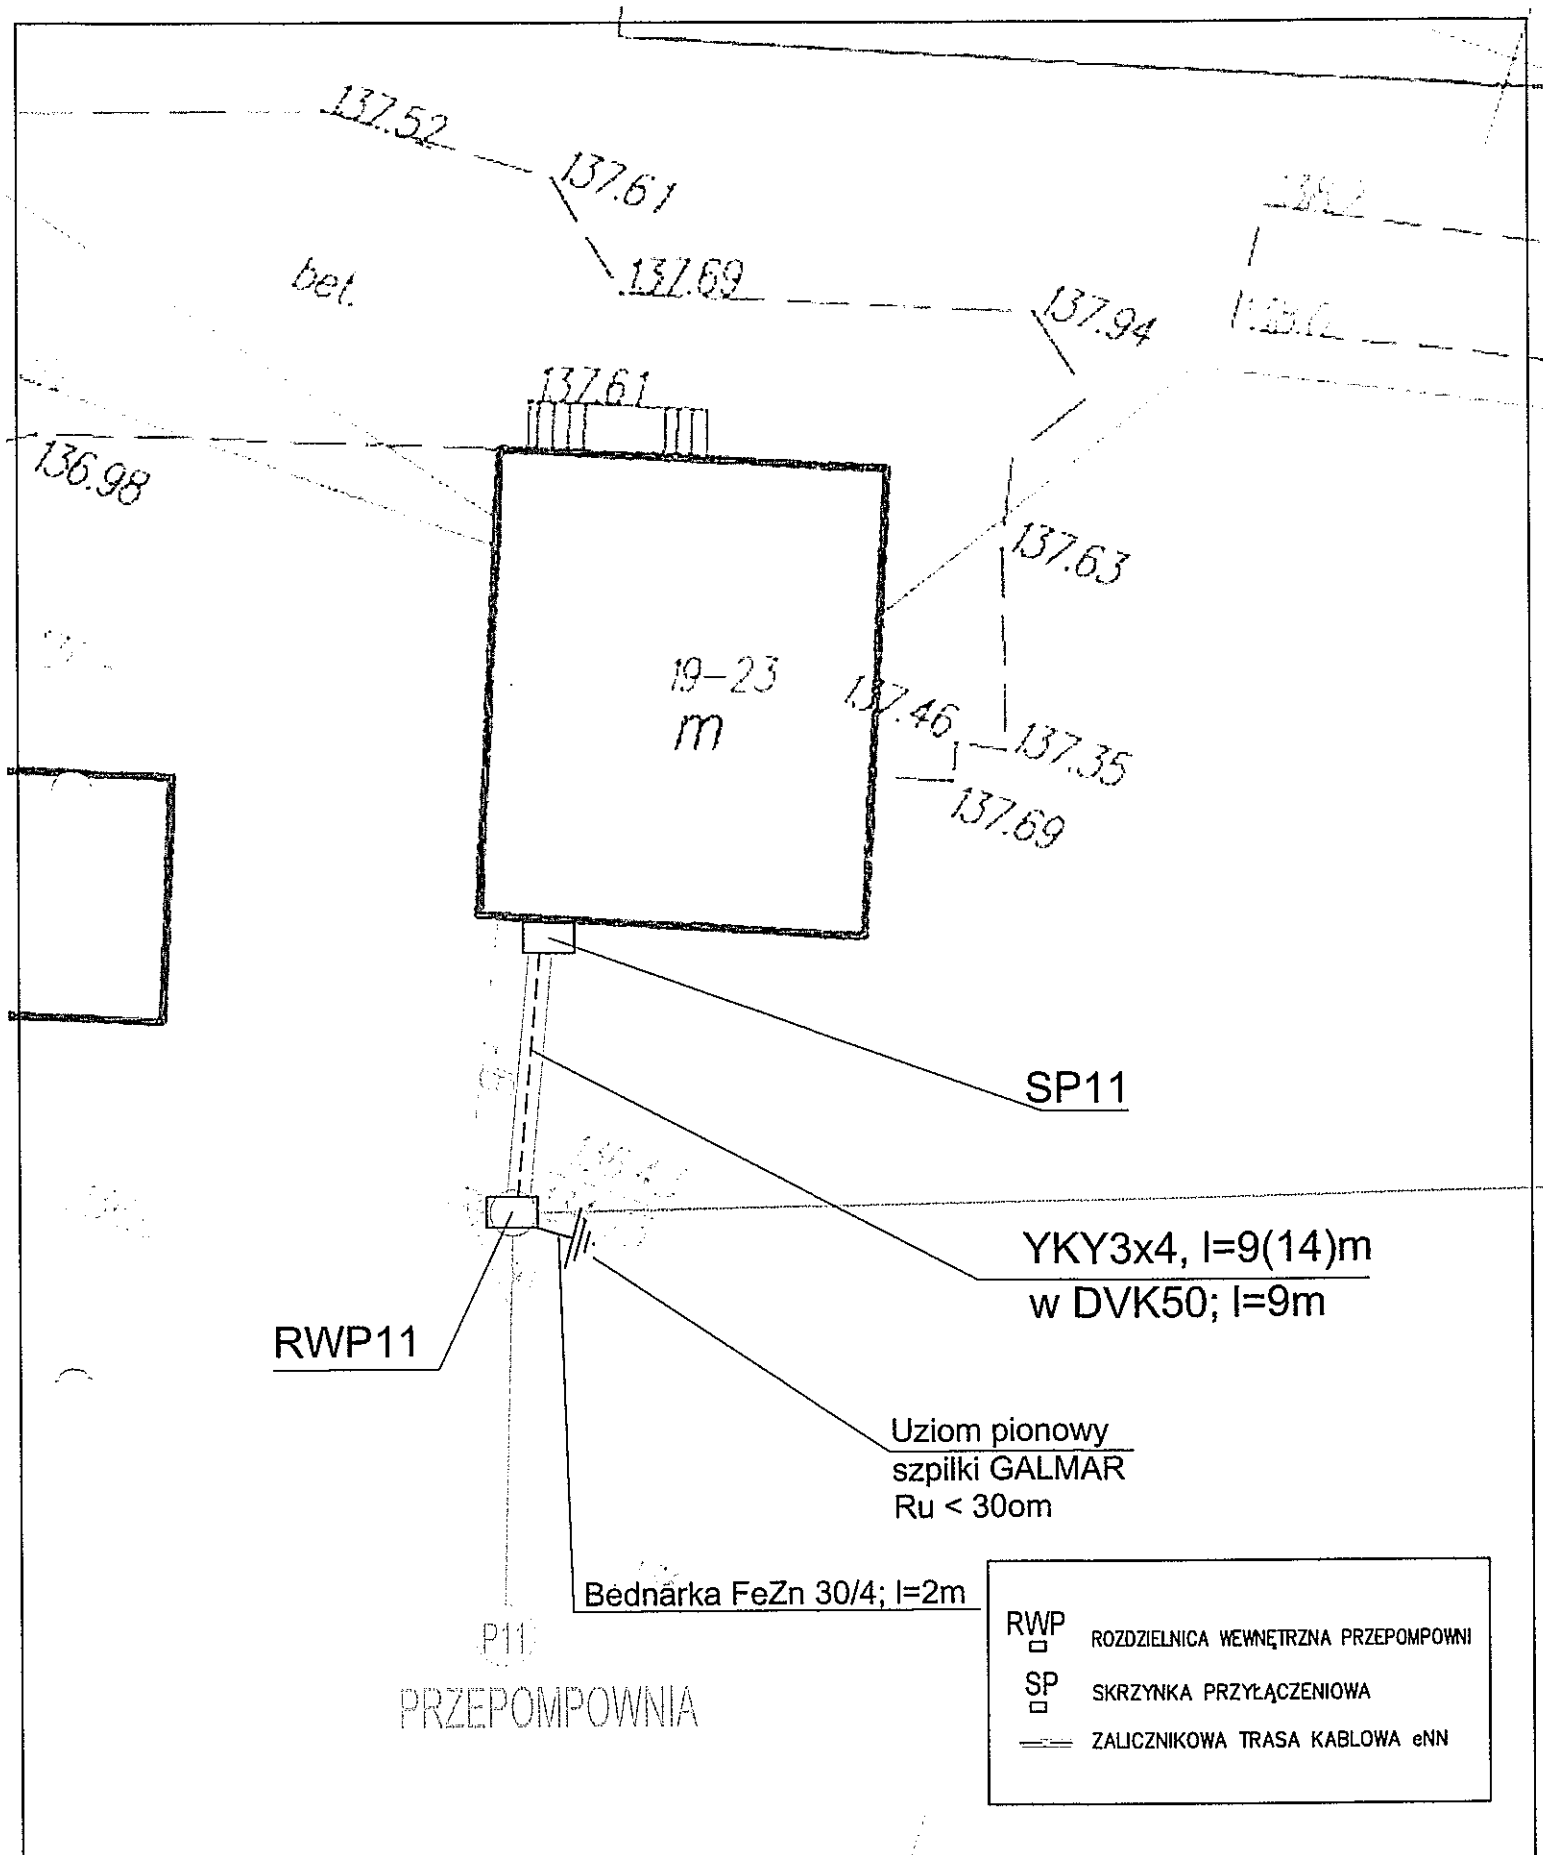 137.52
137.61
bet.
137.69
137.94
137.61
136.98
137.63
19-23
m
137.46
137.35
137.69
SP11
YKY3x4, l=9(14)m
w DVK50; l=9m
RWP11
Uziom pionowy
szpilki GALMAR
Ru < 30om
Bednarka FeZn 30/4; l=2m
P11
PRZEPOMPOWNIA
RWP ROZDZIELNICA WEWNĘTRZNA PRZEPOMPOWNI
SP SKRZYNKA PRZYŁĄCZENIOWA
ZALICZNIKOWA TRASA KABLOWA eNN